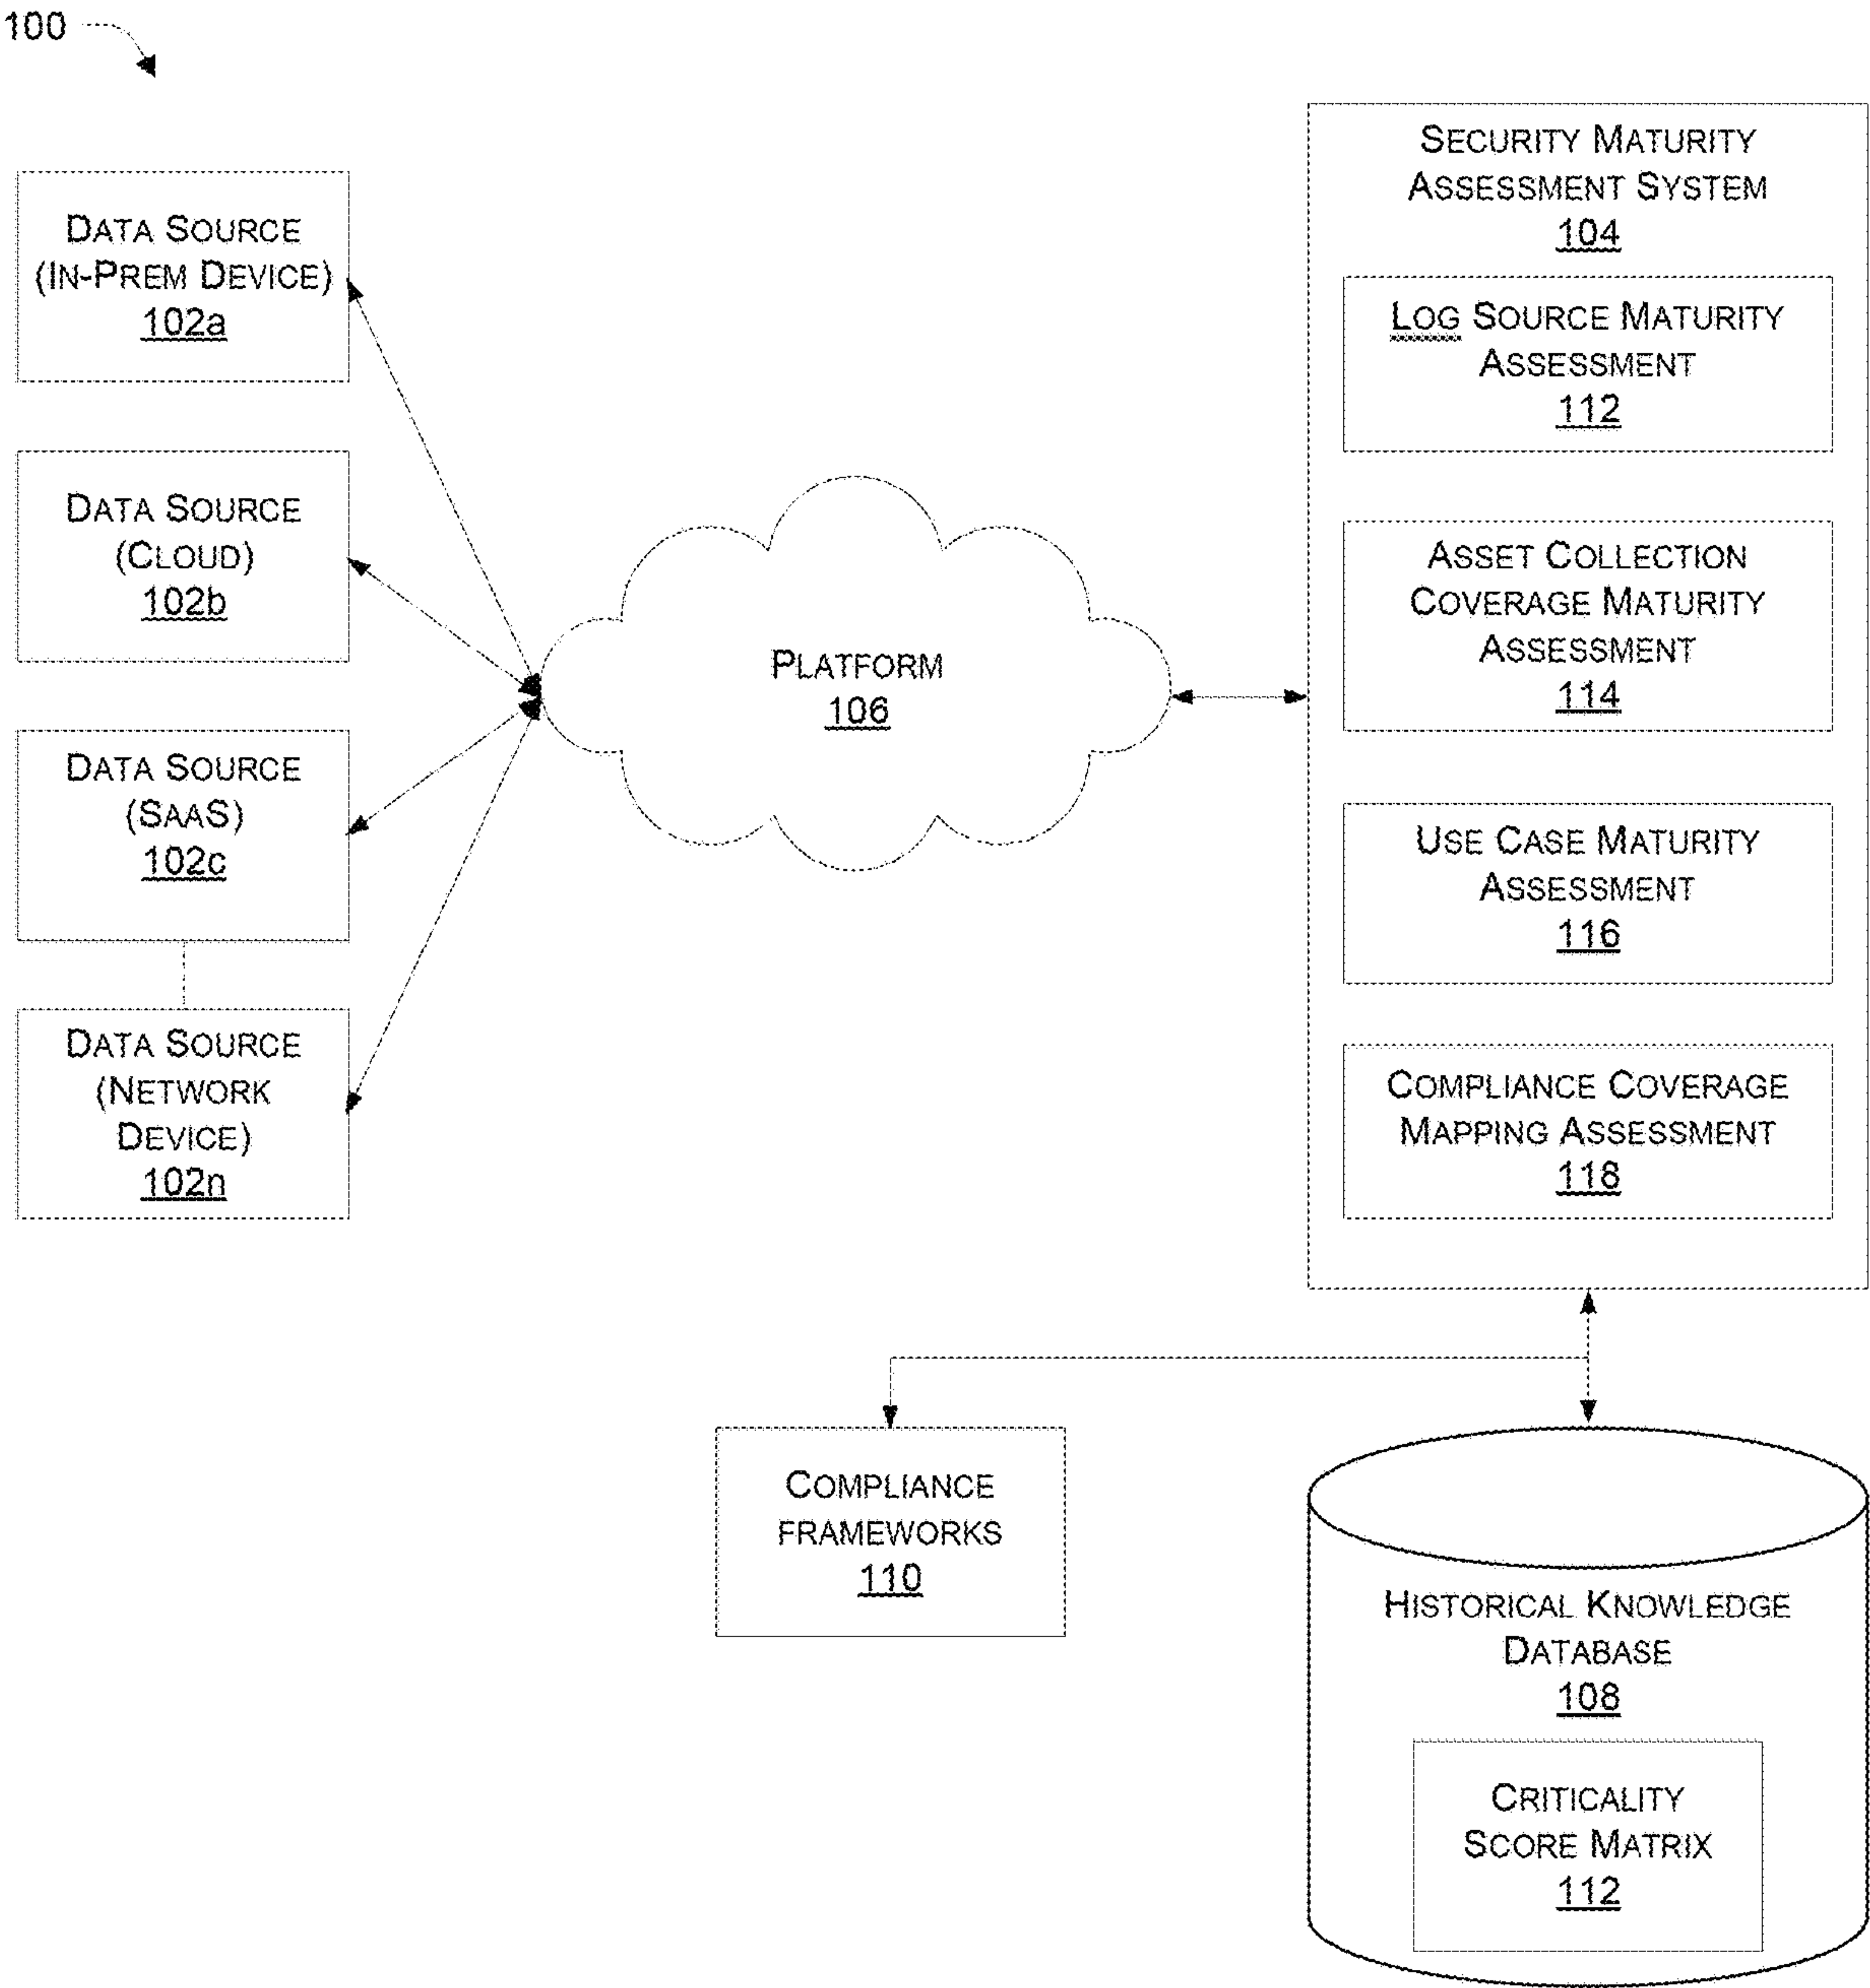 100
DATA SOURCE
(IN-PREM DEVICE)
102a
DATA SOURCE
(CLOUD)
102b
DATA SOURCE
(SAAS)
102c
DATA SOURCE
(NETWORK
DEVICE)
102n
PLATFORM
106
SECURITY MATURITY
ASSESSMENT SYSTEM
104
LOG SOURCE MATURITY
ASSESSMENT
112
ASSET COLLECTION
COVERAGE MATURITY
ASSESSMENT
114
USE CASE MATURITY
ASSESSMENT
116
COMPLIANCE COVERAGE
MAPPING ASSESSMENT
118
COMPLIANCE
FRAMEWORKS
110
HISTORICAL KNOWLEDGE
DATABASE
108
CRITICALITY
SCORE MATRIX
112